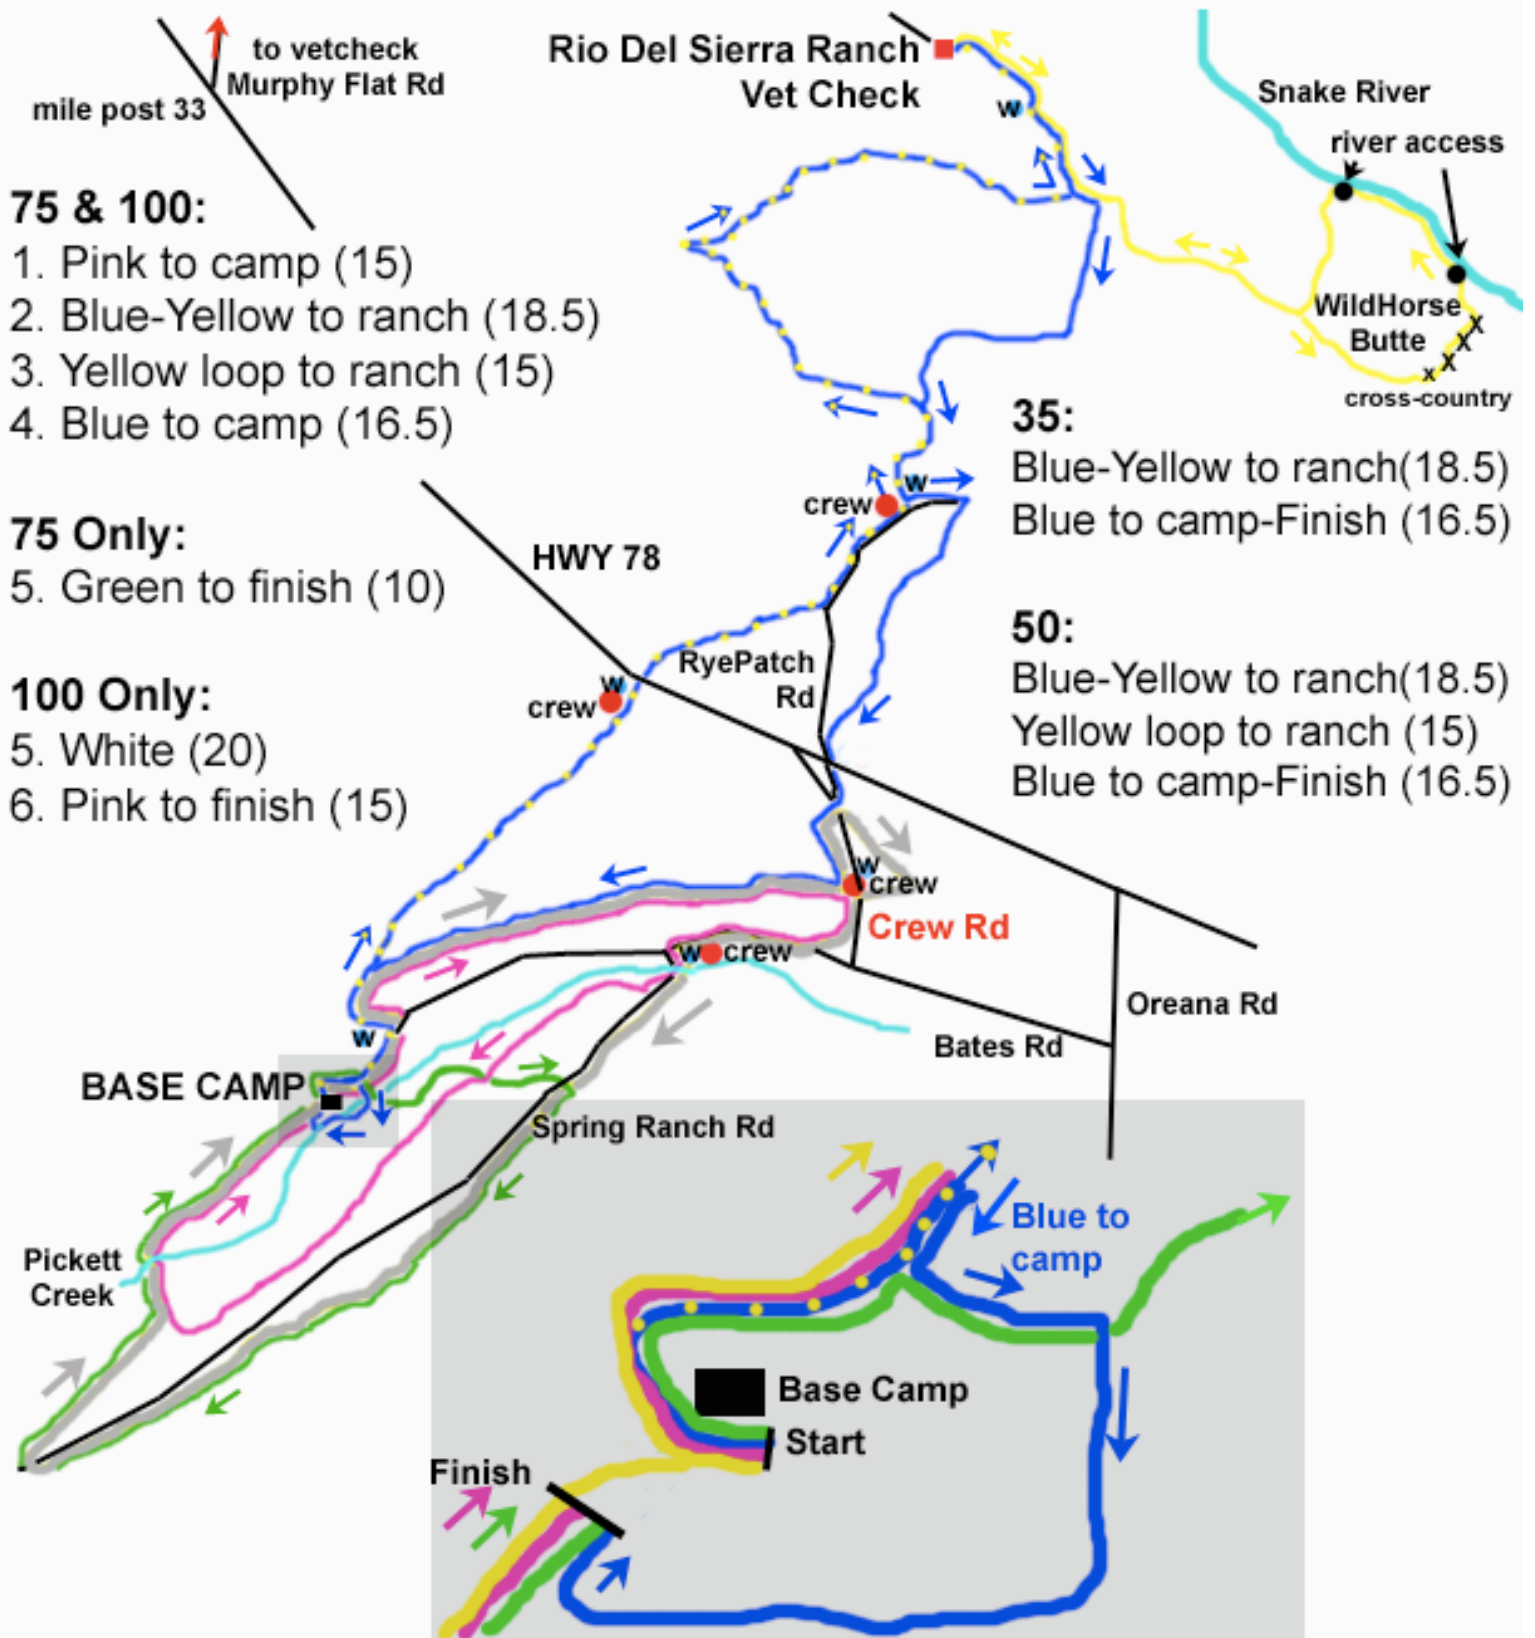 to vetcheck
Murphy Flat Rd
mile post 33
Rio Del Sierra Ranch
Vet Check
w
Snake River
river access
WildHorse
Butte
x
x
x
x
cross-country
75 & 100:
1. Pink to camp (15)
2. Blue-Yellow to ranch (18.5)
3. Yellow loop to ranch (15)
4. Blue to camp (16.5)
75 Only:
5. Green to finish (10)
100 Only:
5. White (20)
6. Pink to finish (15)
35:
Blue-Yellow to ranch(18.5)
Blue to camp-Finish (16.5)
50:
Blue-Yellow to ranch(18.5)
Yellow loop to ranch (15)
Blue to camp-Finish (16.5)
w
crew
HWY 78
RyePatch
Rd
w
crew
w
crew
Crew Rd
w crew
Oreana Rd
Bates Rd
w
BASE CAMP
Spring Ranch Rd
Pickett
Creek
Blue to
camp
Base Camp
Start
Finish